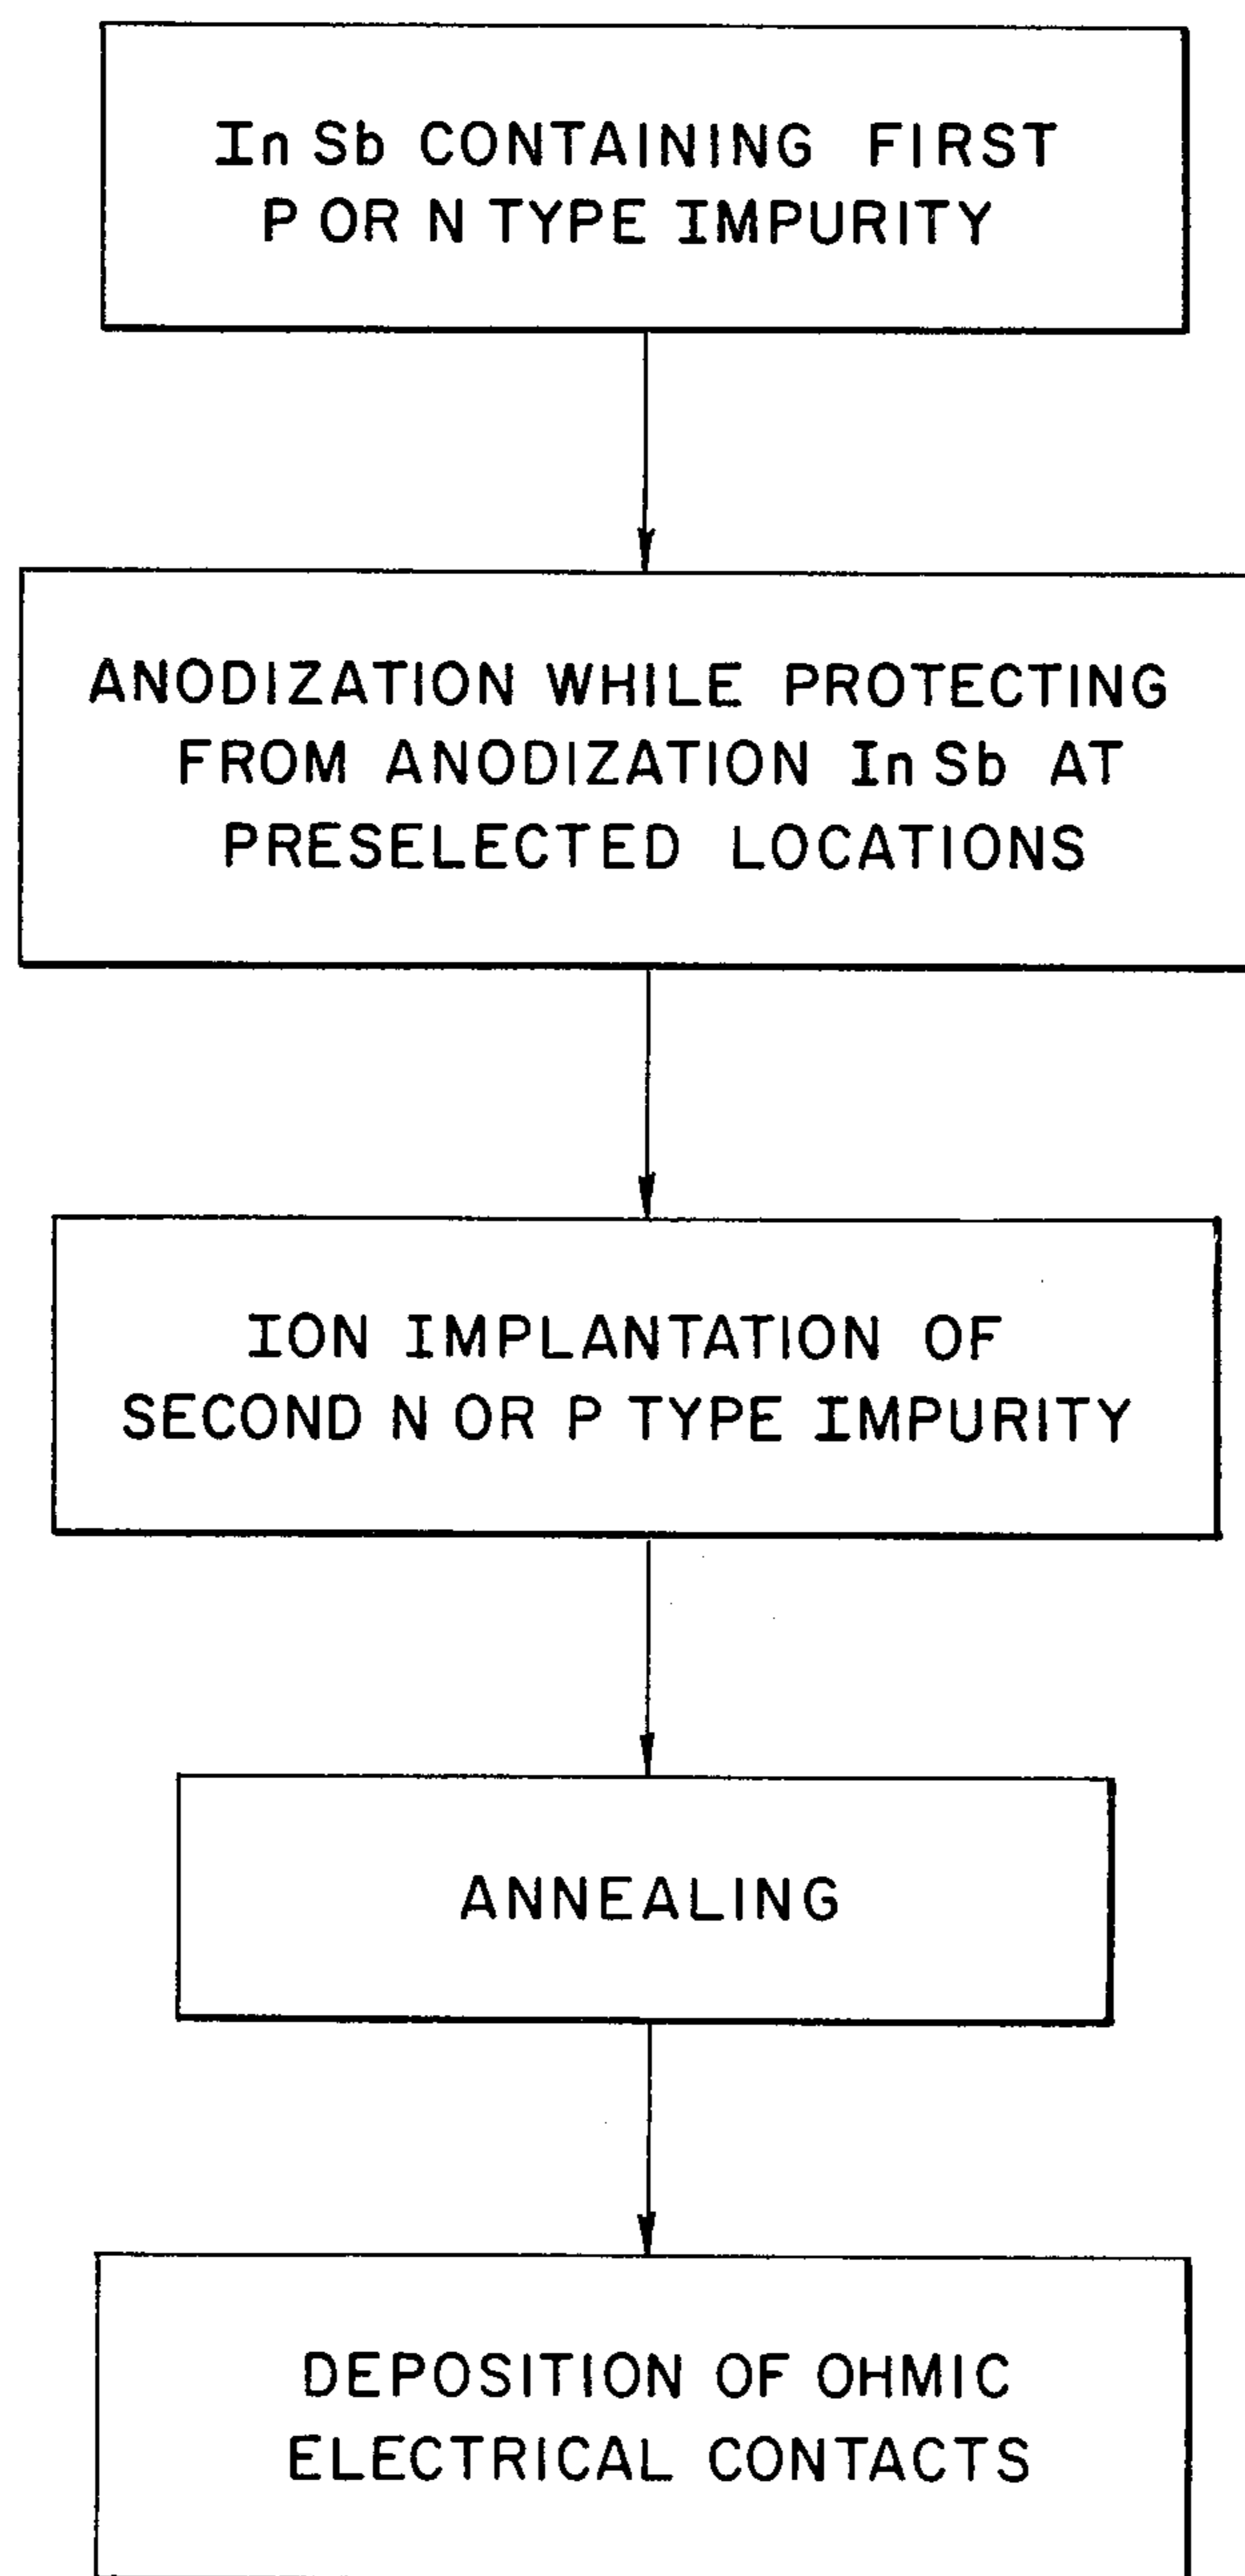 In Sb CONTAINING FIRST
P OR N TYPE IMPURITY
ANODIZATION WHILE PROTECTING
FROM ANODIZATION In Sb AT
PRESELECTED LOCATIONS
ION IMPLANTATION OF
SECOND N OR P TYPE IMPURITY
ANNEALING
DEPOSITION OF OHMIC
ELECTRICAL CONTACTS